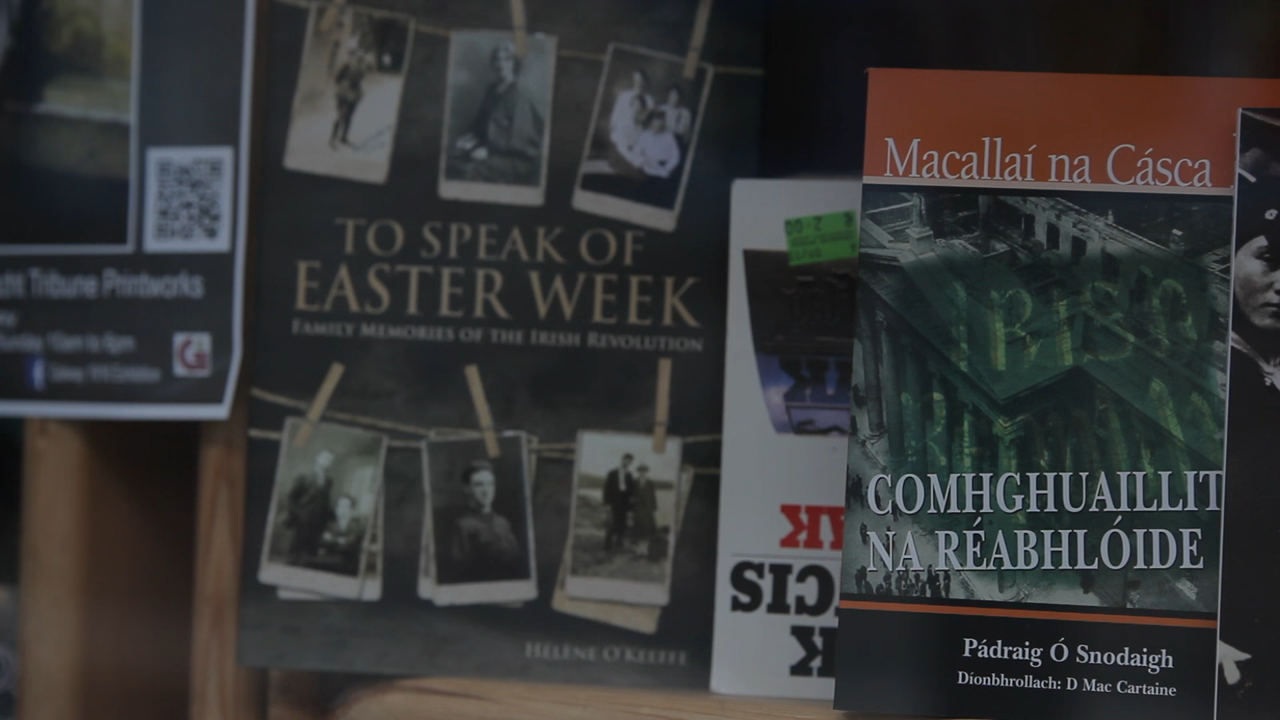 Tribune Printworks
TO SPEAK OF
EASTER WEEK
FAMILY MEMORIES OF THE IRISH REVOLUTION
HÉLÈNE O'KEEFFE
Macallaí na Cásca
COMHGHUAILLIT
NA RÉABHLÓIDE
Pádraig Ó Snodaigh
Díonbhrollach: D Mac Cartaine